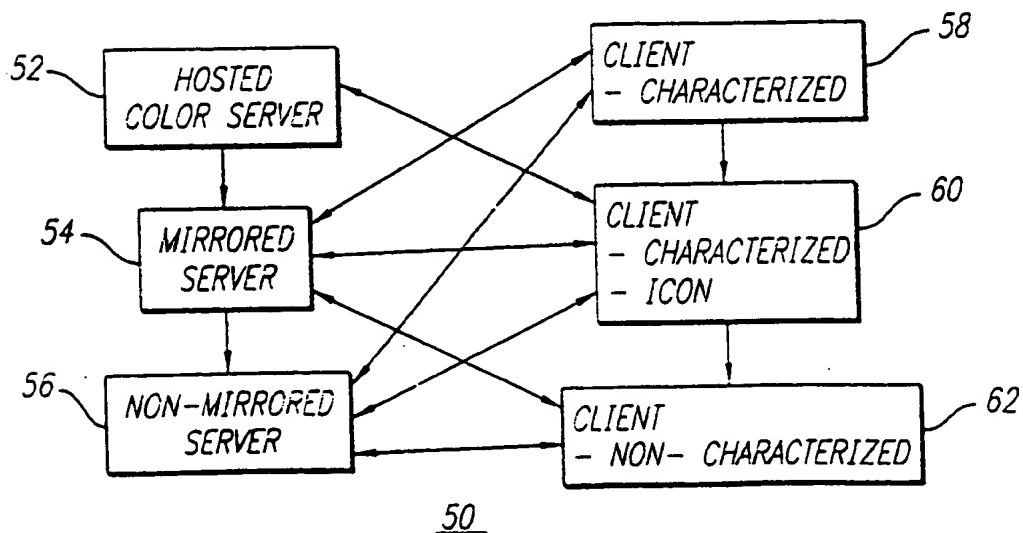 52
HOSTED
COLOR SERVER
58
CLIENT
- CHARACTERIZED
54
MIRRORED
SERVER
60
CLIENT
- CHARACTERIZED
- ICON
56
NON-MIRRORED
SERVER
62
CLIENT
- NON- CHARACTERIZED
50